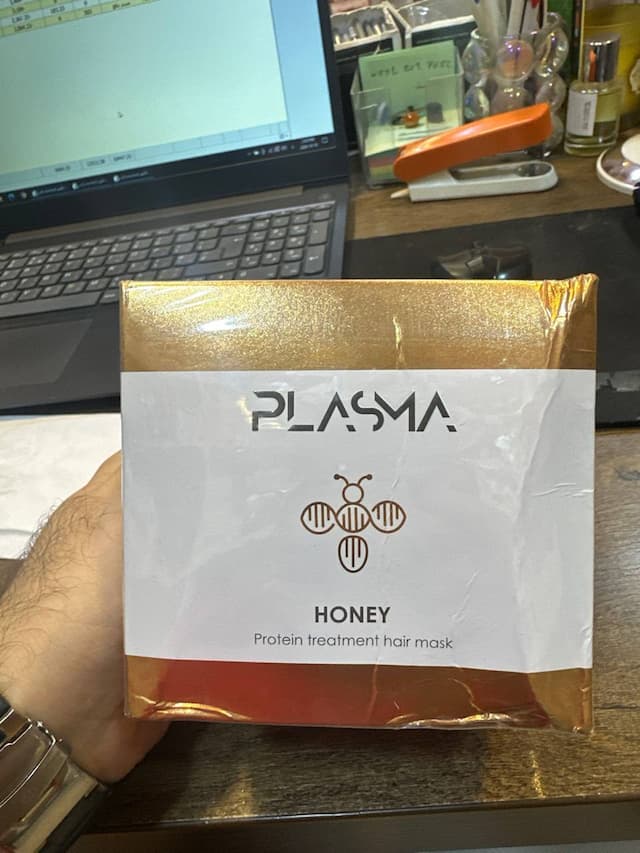 PLASMA
HONEY
Protein treatment hair mask